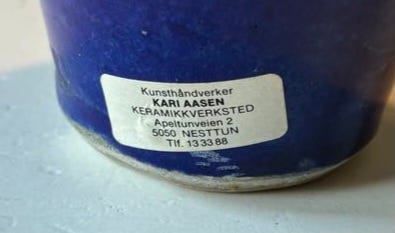 Kunsthåndverker
KARI AASEN
KERAMIKKVERKSTED
Apeltunveien 2
5050 NESTTUN
Tlf. 13 33 88